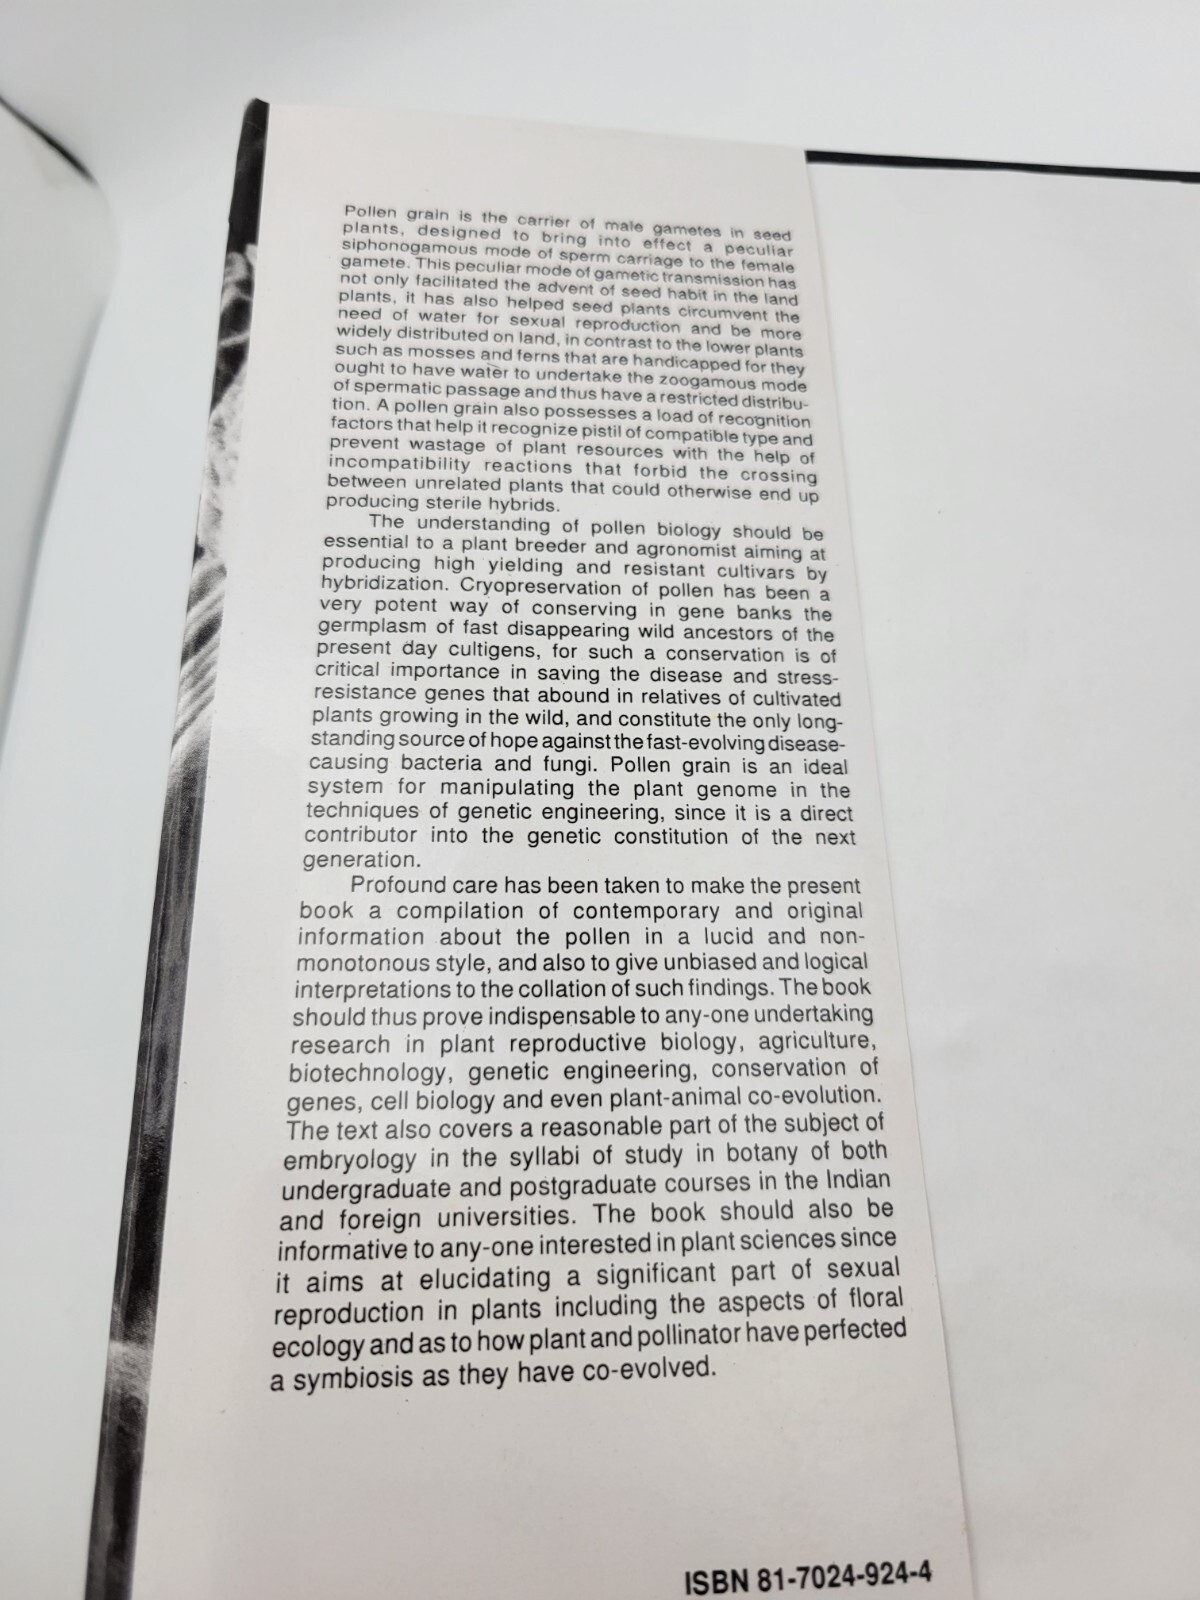 Pollen grain is the carrier of male gametes in seed
plants, designed to bring into effect a peculiar
siphonogamous mode of sperm carriage to the female
gamete. This peculiar mode of gametic transmission has
not only facilitated the advent of seed habit in the land
plants, it has also helped seed plants circumvent the
need of water for sexual reproduction and be more
widely distributed on land, in contrast to the lower plants
such as mosses and ferns that are handicapped for they
ought to have water to undertake the zoogamous mode
of spermatic passage and thus have a restricted distribu-
tion. A pollen grain also possesses a load of recognition
factors that help it recognize pistil of compatible type and
prevent wastage of plant resources with the help of
incompatibility reactions that forbid the crossing
between unrelated plants that could otherwise end up
producing sterile hybrids.
The understanding of pollen biology should be
essential to a plant breeder and agronomist aiming at
producing high yielding and resistant cultivars by
hybridization. Cryopreservation of pollen has been a
very potent way of conserving in gene banks the
germplasm of fast disappearing wild ancestors of the
present day cultigens, for such a conservation is of
critical importance in saving the disease and stress-
resistance genes that abound in relatives of cultivated
plants growing in the wild, and constitute the only long-
standing source of hope against the fast-evolving disease-
causing bacteria and fungi. Pollen grain is an ideal
system for manipulating the plant genome in the
techniques of genetic engineering, since it is a direct
contributor into the genetic constitution of the next
generation.
Profound care has been taken to make the present
book a compilation of contemporary and original
information about the pollen in a lucid and non-
monotonous style, and also to give unbiased and logical
interpretations to the collation of such findings. The book
should thus prove indispensable to any-one undertaking
research in plant reproductive biology, agriculture,
biotechnology, genetic engineering, conservation of
genes, cell biology and even plant-animal co-evolution.
The text also covers a reasonable part of the subject of
embryology in the syllabi of study in botany of both
undergraduate and postgraduate courses in the Indian
and foreign universities. The book should also be
informative to any-one interested in plant sciences since
it aims at elucidating a significant part of sexual
reproduction in plants including the aspects of floral
ecology and as to how plant and pollinator have perfected
a symbiosis as they have co-evolved.
ISBN 81-7024-924-4